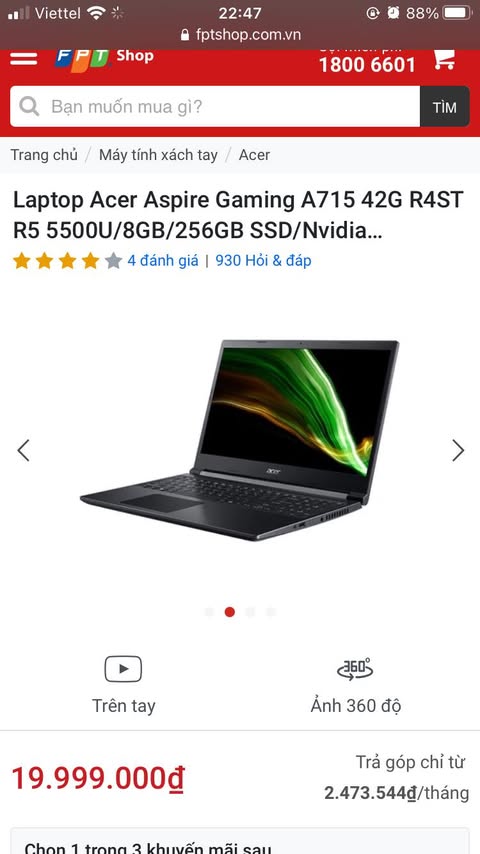 Viettel 22:47 88%
fptshop.com.vn
FPT Shop
1800 6601
Bạn muốn mua gì? TÌM
Trang chủ / Máy tính xách tay / Acer
Laptop Acer Aspire Gaming A715 42G R4ST
R5 5500U/8GB/256GB SSD/Nvidia...
4 đánh giá | 930 Hỏi & đáp
acer
360°
Trên tay
Ảnh 360 độ
Trả góp chỉ từ
19.999.000₫
2.473.544₫/tháng
Chọn 1 trong 3 khuyến mãi sau